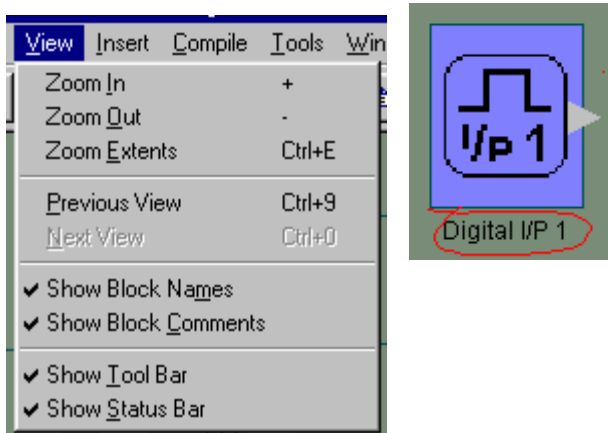 View Insert Compile Tools Win
Zoom In +
Zoom Out -
Zoom Extents Ctrl+E
Previous View Ctrl+9
Next View Ctrl+0
✔ Show Block Names
✔ Show Block Comments
✔ Show Tool Bar
✔ Show Status Bar
I/P 1
Digital I/P 1